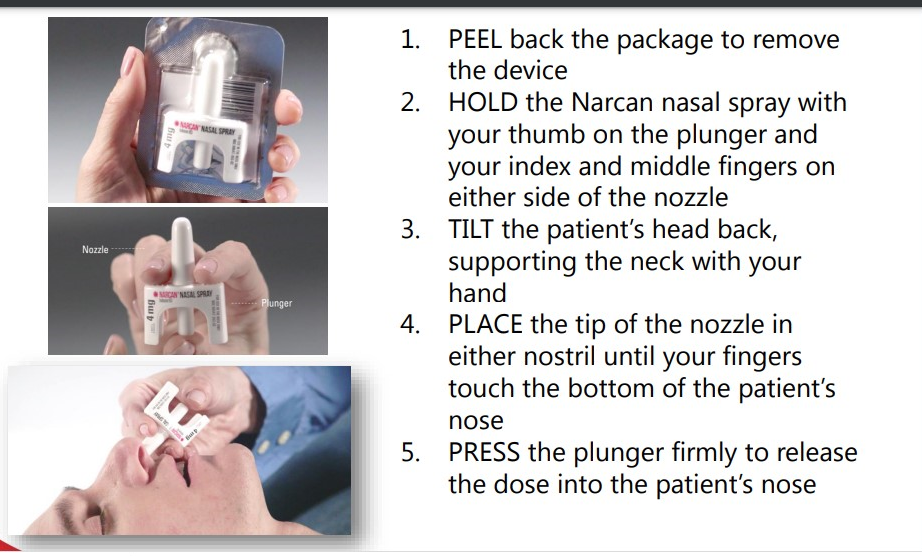 NARCAN NASAL SPRAY
4 mg
Nozzle
NARCAN NASAL SPRAY
4 mg
Plunger
1. PEEL back the package to remove
the device
2. HOLD the Narcan nasal spray with
your thumb on the plunger and
your index and middle fingers on
either side of the nozzle
3. TILT the patient’s head back,
supporting the neck with your
hand
4. PLACE the tip of the nozzle in
either nostril until your fingers
touch the bottom of the patient’s
nose
5. PRESS the plunger firmly to release
the dose into the patient’s nose